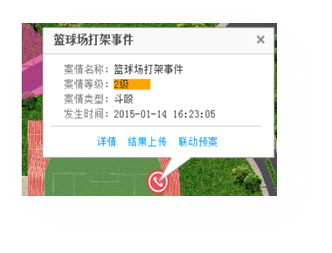 篮球场打架事件
案情名称：篮球场打架事件
案情等级：2级
案情类型：斗殴
发生时间：2015-01-14 16:23:05
详情 结果上传 联动预案